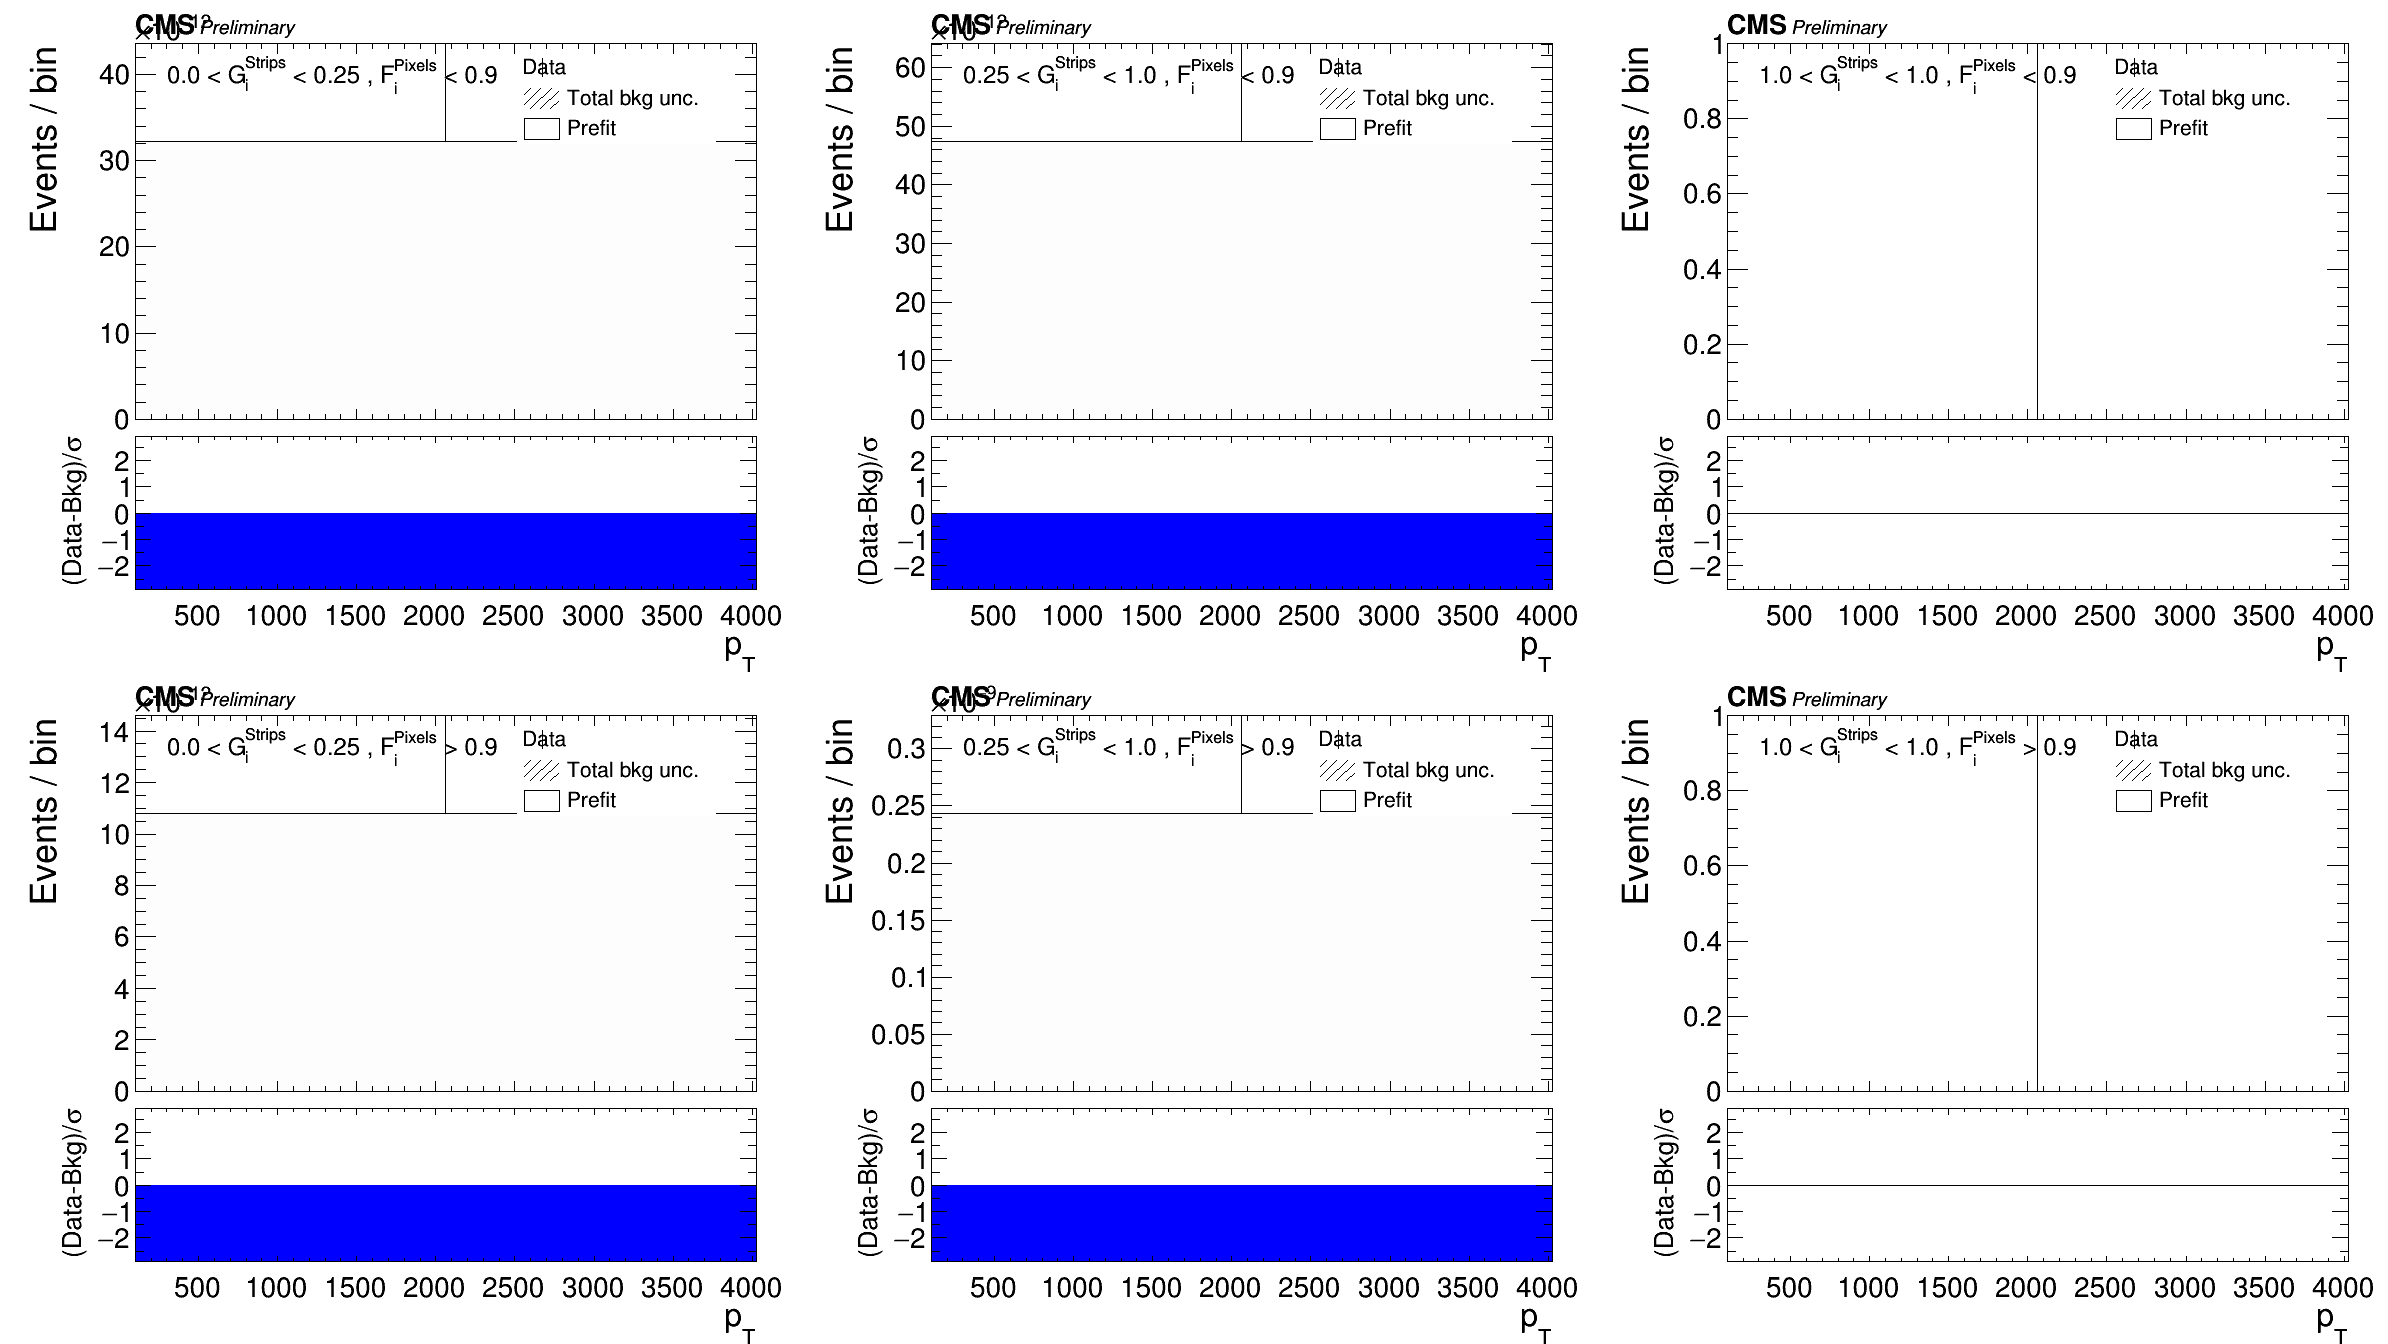 CMS Preliminary
Events / bin
40
30
20
10
0
0.0 < G_i^Strips < 0.25 , F_i^Pixels < 0.9
Data
Total bkg unc.
Prefit
(Data-Bkg)/σ
2
1
0
−1
−2
500 1000 1500 2000 2500 3000 3500 4000
p_T
CMS Preliminary
Events / bin
60
50
40
30
20
10
0
0.25 < G_i^Strips < 1.0 , F_i^Pixels < 0.9
Data
Total bkg unc.
Prefit
(Data-Bkg)/σ
2
1
0
−1
−2
500 1000 1500 2000 2500 3000 3500 4000
p_T
CMS Preliminary
Events / bin
1
0.8
0.6
0.4
0.2
0
1.0 < G_i^Strips < 1.0 , F_i^Pixels < 0.9
Data
Total bkg unc.
Prefit
(Data-Bkg)/σ
2
1
0
−1
−2
500 1000 1500 2000 2500 3000 3500 4000
p_T
CMS Preliminary
Events / bin
14
12
10
8
6
4
2
0
0.0 < G_i^Strips < 0.25 , F_i^Pixels > 0.9
Data
Total bkg unc.
Prefit
(Data-Bkg)/σ
2
1
0
−1
−2
500 1000 1500 2000 2500 3000 3500 4000
p_T
CMS Preliminary
Events / bin
0.3
0.25
0.2
0.15
0.1
0.05
0
0.25 < G_i^Strips < 1.0 , F_i^Pixels > 0.9
Data
Total bkg unc.
Prefit
(Data-Bkg)/σ
2
1
0
−1
−2
500 1000 1500 2000 2500 3000 3500 4000
p_T
CMS Preliminary
Events / bin
1
0.8
0.6
0.4
0.2
0
1.0 < G_i^Strips < 1.0 , F_i^Pixels > 0.9
Data
Total bkg unc.
Prefit
(Data-Bkg)/σ
2
1
0
−1
−2
500 1000 1500 2000 2500 3000 3500 4000
p_T